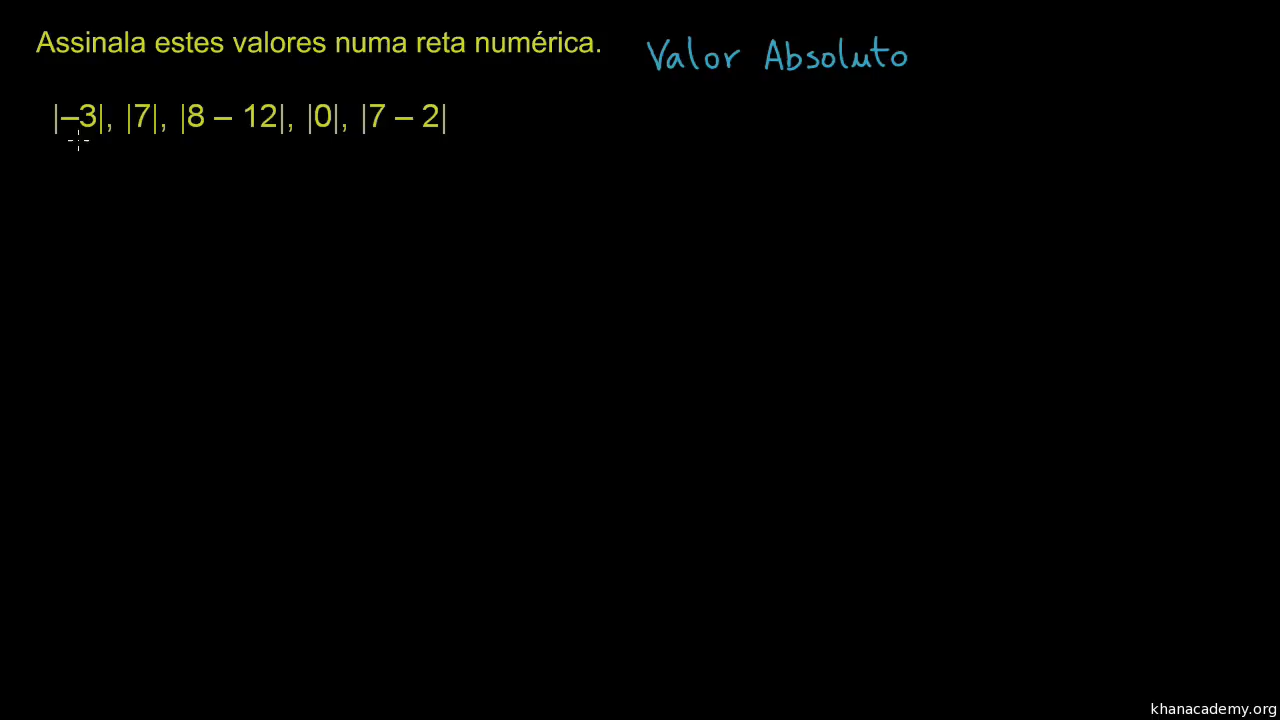 Assinala estes valores numa reta numérica.
Valor Absoluto
|–3|, |7|, |8 – 12|, |0|, |7 – 2|
khanacademy.org